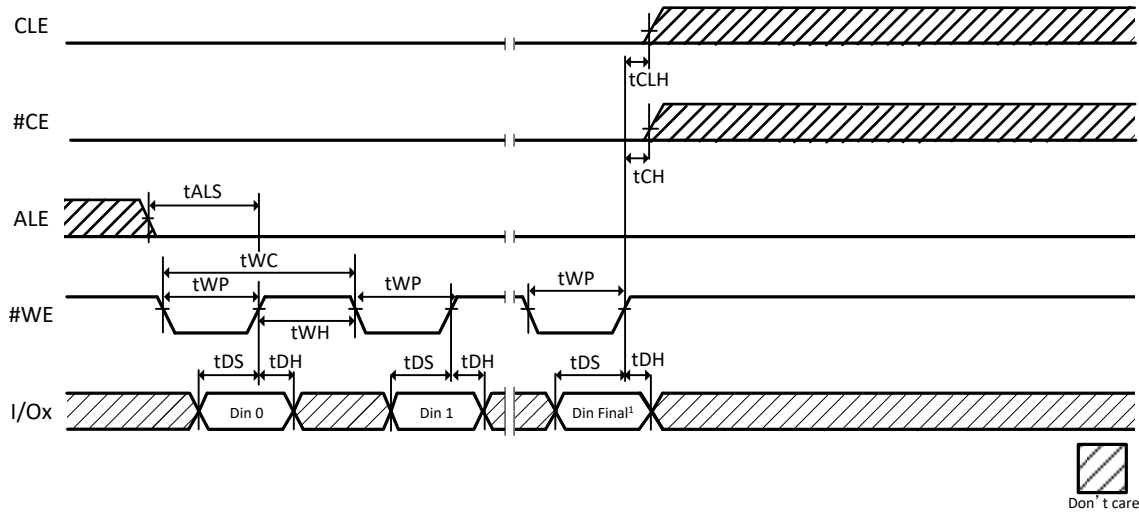 CLE
tCLH
#CE
tCH
tALS
ALE
tWC
tWP tWP tWP
#WE
tWH
tDS tDH tDS tDH tDS tDH
I/Ox Din 0 Din 1 Din Final¹
Don't care